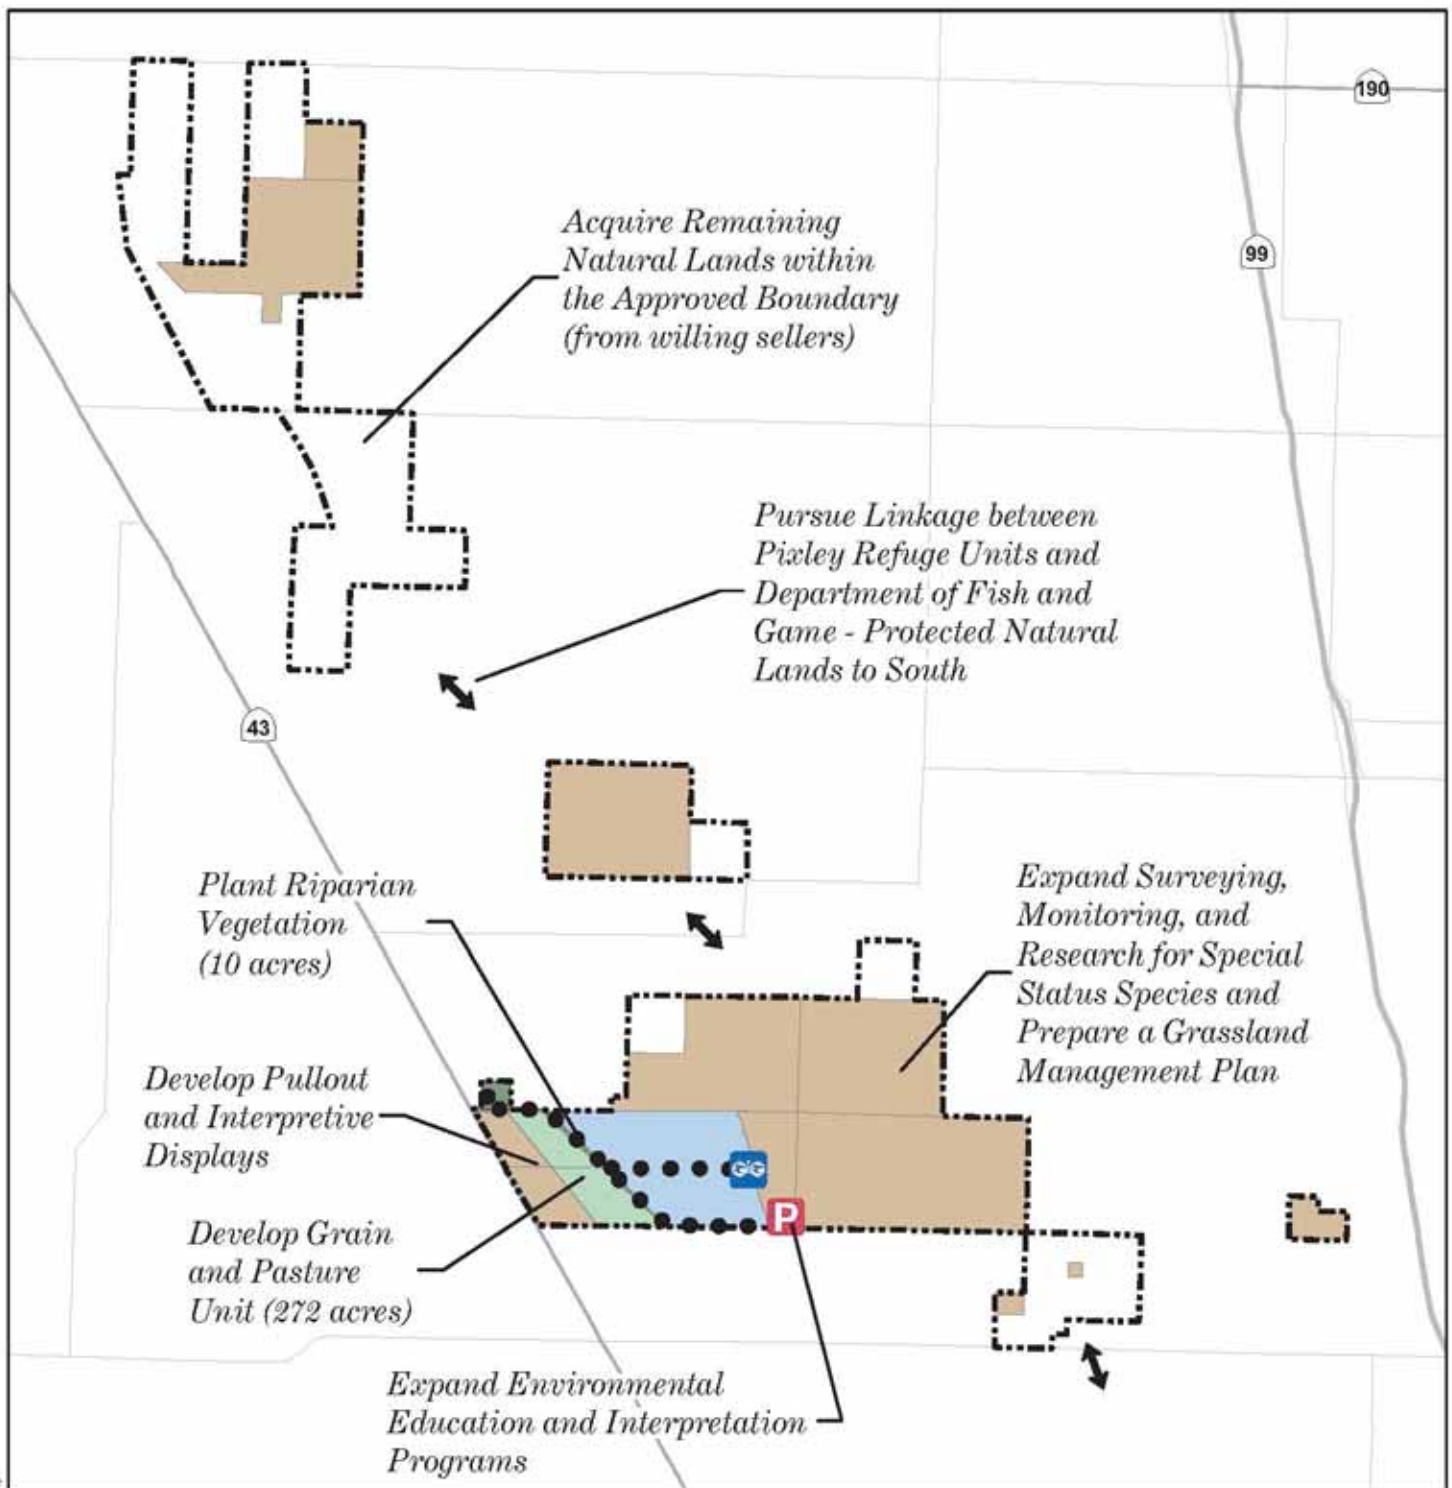 190
Acquire Remaining
Natural Lands within
the Approved Boundary
(from willing sellers)
99
Pursue Linkage between
Pixley Refuge Units and
Department of Fish and
Game - Protected Natural
Lands to South
43
Plant Riparian
Vegetation
(10 acres)
Expand Surveying,
Monitoring, and
Research for Special
Status Species and
Prepare a Grassland
Management Plan
Develop Pullout
and Interpretive
Displays
P
Develop Grain
and Pasture
Unit (272 acres)
Expand Environmental
Education and Interpretation
Programs